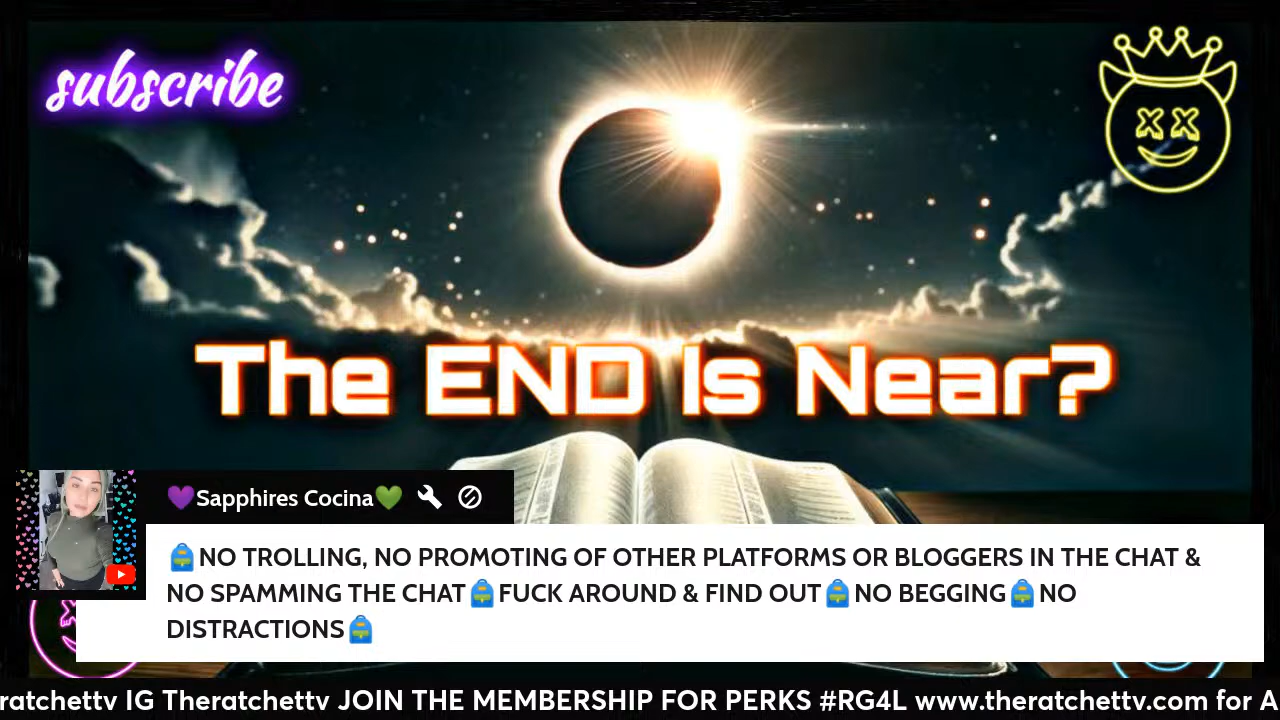 subscribe
The END Is Near?
💜Sapphires Cocina💚
🎒NO TROLLING, NO PROMOTING OF OTHER PLATFORMS OR BLOGGERS IN THE CHAT &
NO SPAMMING THE CHAT🎒FUCK AROUND & FIND OUT🎒NO BEGGING🎒NO
DISTRACTIONS🎒
ratchettv IG Theratchettv JOIN THE MEMBERSHIP FOR PERKS #RG4L www.theratchettv.com for A